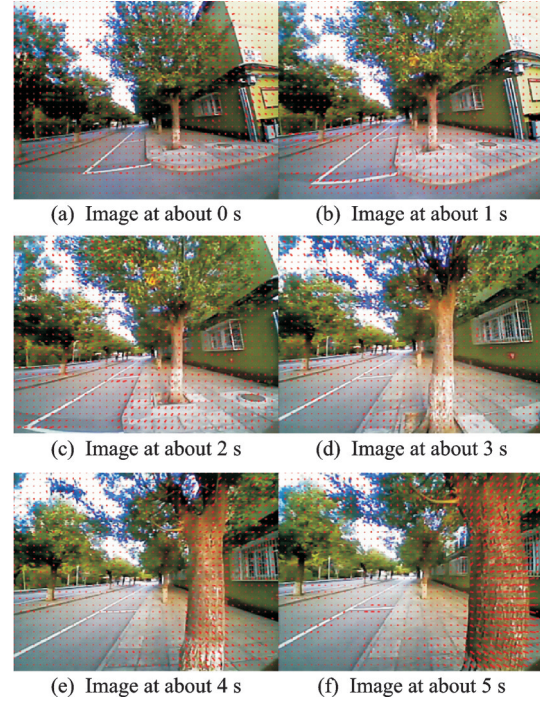 (a) Image at about 0 s
(b) Image at about 1 s
(c) Image at about 2 s
(d) Image at about 3 s
(e) Image at about 4 s
(f) Image at about 5 s